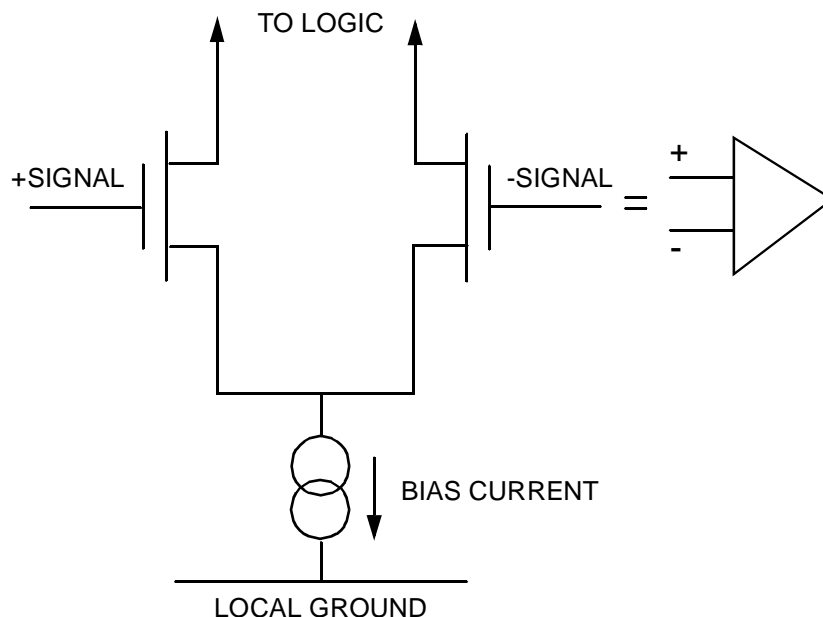 TO LOGIC
+SIGNAL
-SIGNAL
=
+
-
BIAS CURRENT
LOCAL GROUND